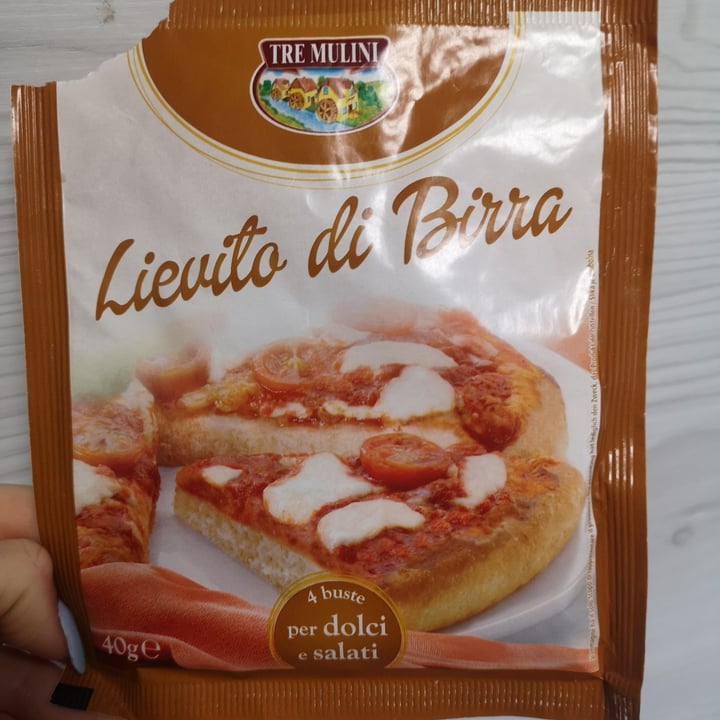 TRE MULINI
Lievito di Birra
4 buste
per dolci
e salati
40g e